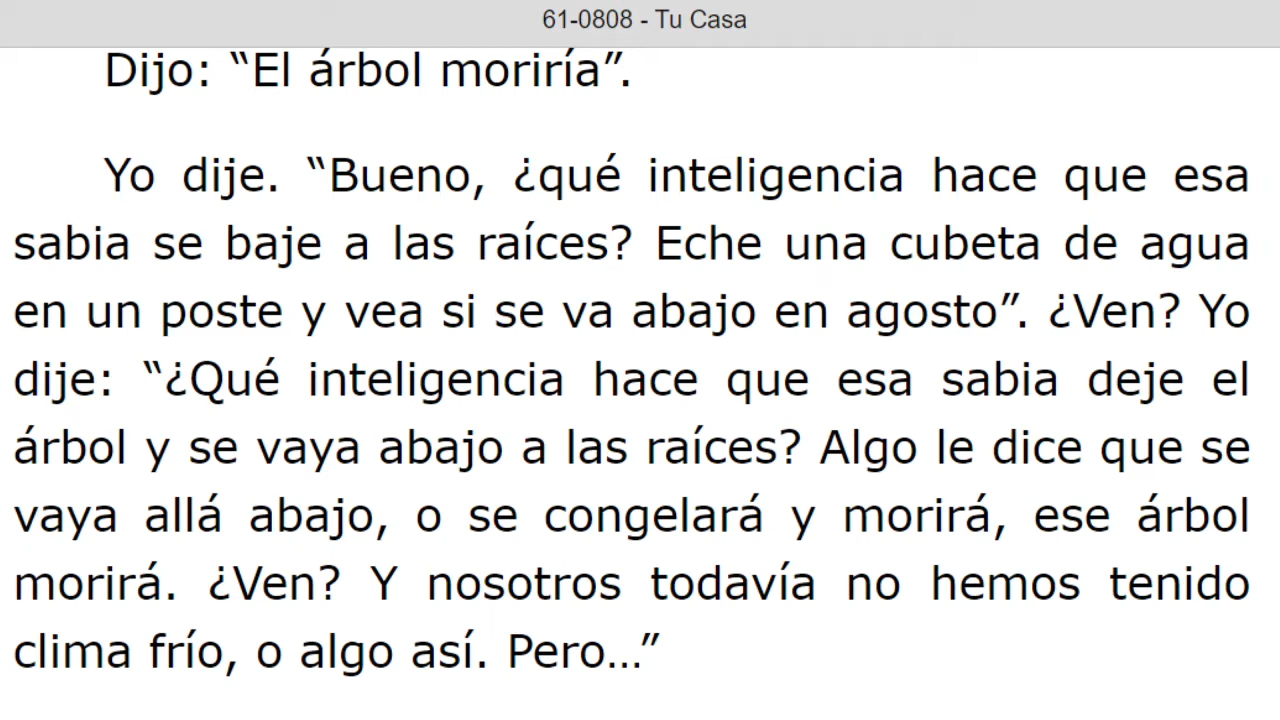 61-0808 - Tu Casa
Dijo: “El árbol moriría”.
Yo dije. “Bueno, ¿qué inteligencia hace que esa
sabia se baje a las raíces? Eche una cubeta de agua
en un poste y vea si se va abajo en agosto”. ¿Ven? Yo
dije: “¿Qué inteligencia hace que esa sabia deje el
árbol y se vaya abajo a las raíces? Algo le dice que se
vaya allá abajo, o se congelará y morirá, ese árbol
morirá. ¿Ven? Y nosotros todavía no hemos tenido
clima frío, o algo así. Pero…”